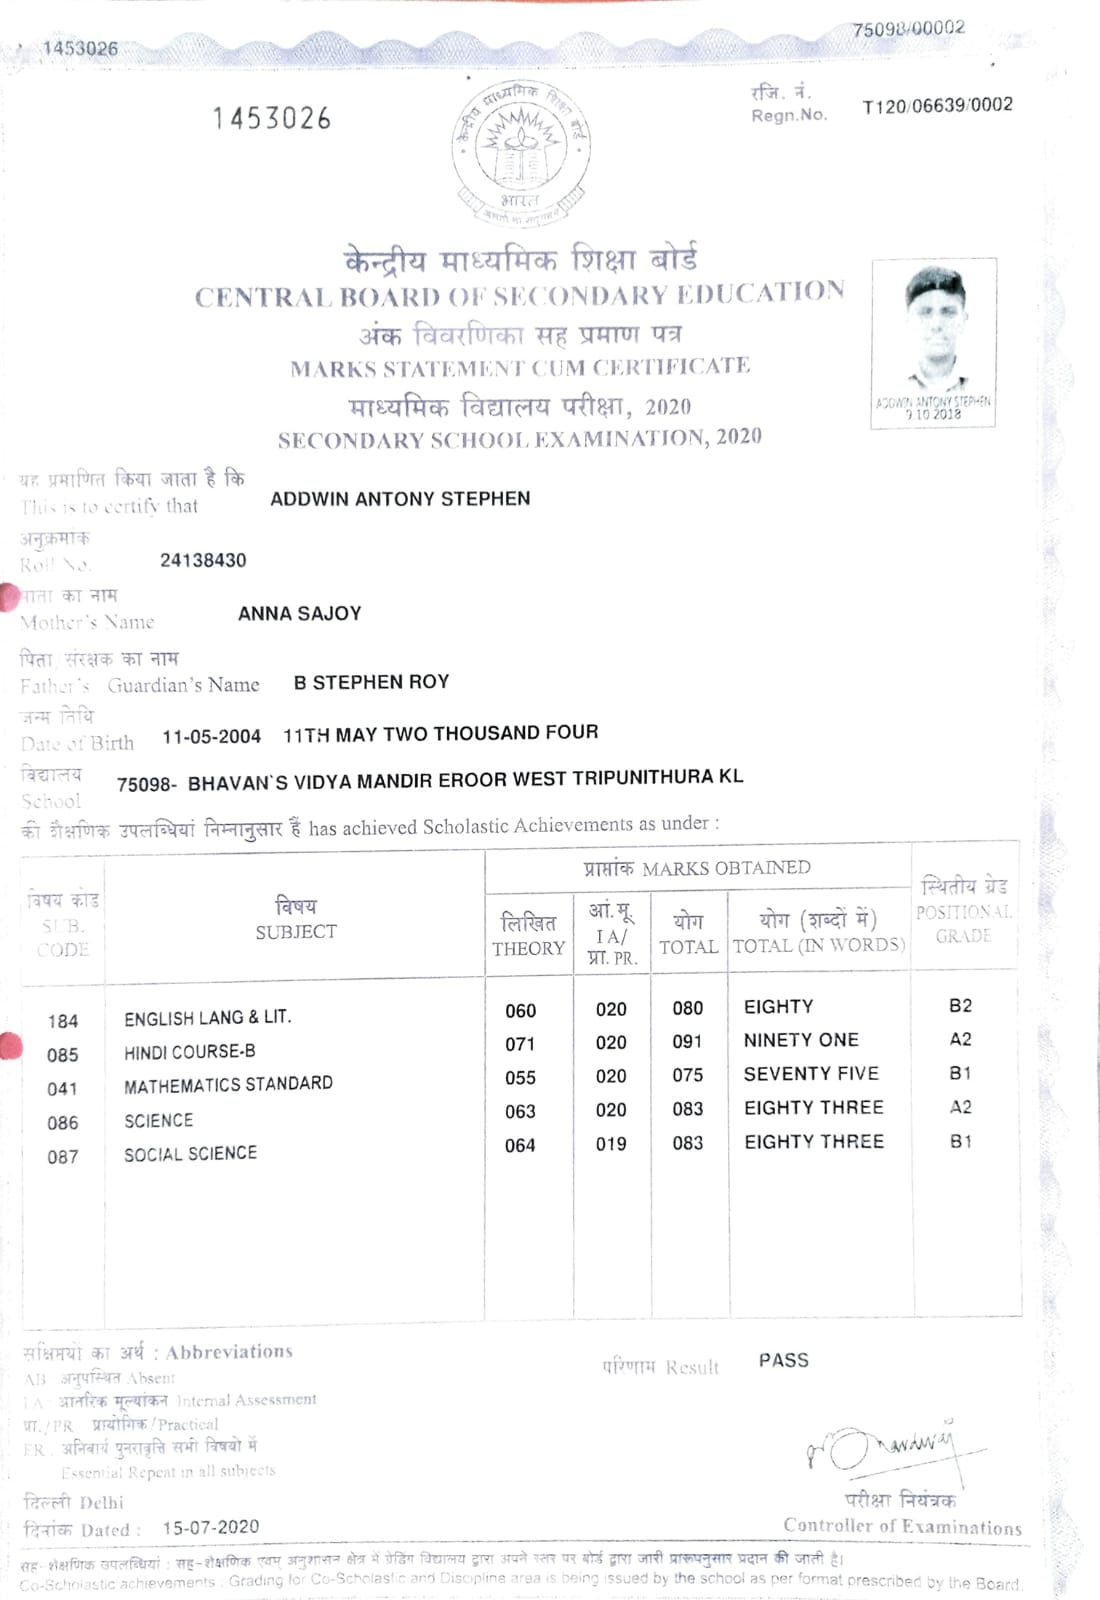 1453026
75098/00002
1453026
रजि. नं.
Regn.No. T120/06639/0002
केन्द्रीय माध्यमिक शिक्षा बोर्ड
भारत
केन्द्रीय माध्यमिक शिक्षा बोर्ड
CENTRAL BOARD OF SECONDARY EDUCATION
अंक विवरणिका सह प्रमाण पत्र
MARKS STATEMENT CUM CERTIFICATE
माध्यमिक विद्यालय परीक्षा, 2020
SECONDARY SCHOOL EXAMINATION, 2020
ADDWIN ANTONY STEPHEN
9.10.2018
यह प्रमाणित किया जाता है कि
This is to certify that ADDWIN ANTONY STEPHEN
अनुक्रमांक
Roll No. 24138430
माता का नाम
Mother's Name ANNA SAJOY
पिता/संरक्षक का नाम
Father's Guardian's Name B STEPHEN ROY
जन्म तिथि
Date of Birth 11-05-2004 11TH MAY TWO THOUSAND FOUR
विद्यालय
School 75098- BHAVAN`S VIDYA MANDIR EROOR WEST TRIPUNITHURA KL
की शैक्षणिक उपलब्धियां निम्नानुसार हैं has achieved Scholastic Achievements as under :
विषय कोड SUB. CODE
विषय SUBJECT
प्राप्तांक MARKS OBTAINED
लिखित THEORY
आं.मू. IA/ प्रा. PR.
योग TOTAL
योग (शब्दों में) TOTAL (IN WORDS)
स्थितीय ग्रेड POSITIONAL GRADE
184 ENGLISH LANG & LIT. 060 020 080 EIGHTY B2
085 HINDI COURSE-B 071 020 091 NINETY ONE A2
041 MATHEMATICS STANDARD 055 020 075 SEVENTY FIVE B1
086 SCIENCE 063 020 083 EIGHTY THREE A2
087 SOCIAL SCIENCE 064 019 083 EIGHTY THREE B1
संक्षिप्तियों का अर्थ : Abbreviations
AB अनुपस्थित Absent
IA आंतरिक मूल्यांकन Internal Assessment
प्रा./PR. प्रायोगिक/Practical
ER. अनिवार्य पुनरावृत्ति सभी विषयों में
Essential Repeat in all subjects
परिणाम Result PASS
दिल्ली Delhi
दिनांक Dated : 15-07-2020
परीक्षा नियंत्रक
Controller of Examinations
सह-शैक्षणिक उपलब्धियां : सह-शैक्षणिक एवम् अनुशासन क्षेत्र में ग्रेडिंग विद्यालय द्वारा अपने स्तर पर बोर्ड द्वारा जारी प्रारूपनुसार प्रदान की जाती है।
Co-Scholastic achievements : Grading for Co-Scholastic and Discipline area is being issued by the school as per format prescribed by the Board.